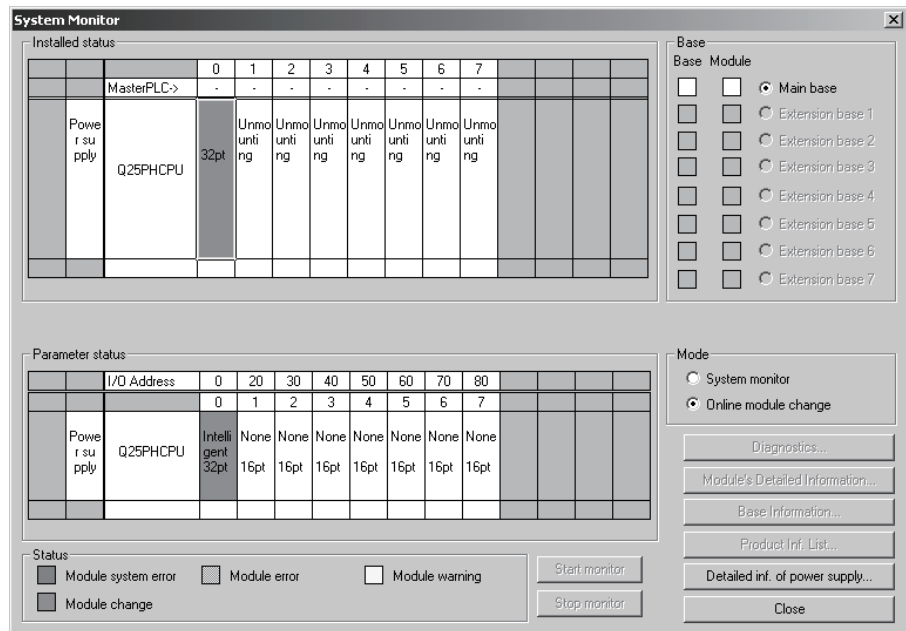 System Monitor
Installed status
0 1 2 3 4 5 6 7
MasterPLC-> - - - - - - - -
Powe
r su
pply
Q25PHCPU
32pt
Unmo
unti
ng
Unmo
unti
ng
Unmo
unti
ng
Unmo
unti
ng
Unmo
unti
ng
Unmo
unti
ng
Unmo
unti
ng
Base
Base Module
Main base
Extension base 1
Extension base 2
Extension base 3
Extension base 4
Extension base 5
Extension base 6
Extension base 7
Parameter status
I/O Address 0 20 30 40 50 60 70 80
0 1 2 3 4 5 6 7
Powe
r su
pply
Q25PHCPU
Intelli
gent
32pt
None
16pt
None
16pt
None
16pt
None
16pt
None
16pt
None
16pt
None
16pt
Mode
System monitor
Online module change
Diagnostics...
Module's Detailed Information...
Base Information...
Product Inf. List...
Detailed inf. of power supply...
Close
Status
Module system error
Module error
Module warning
Module change
Start monitor
Stop monitor